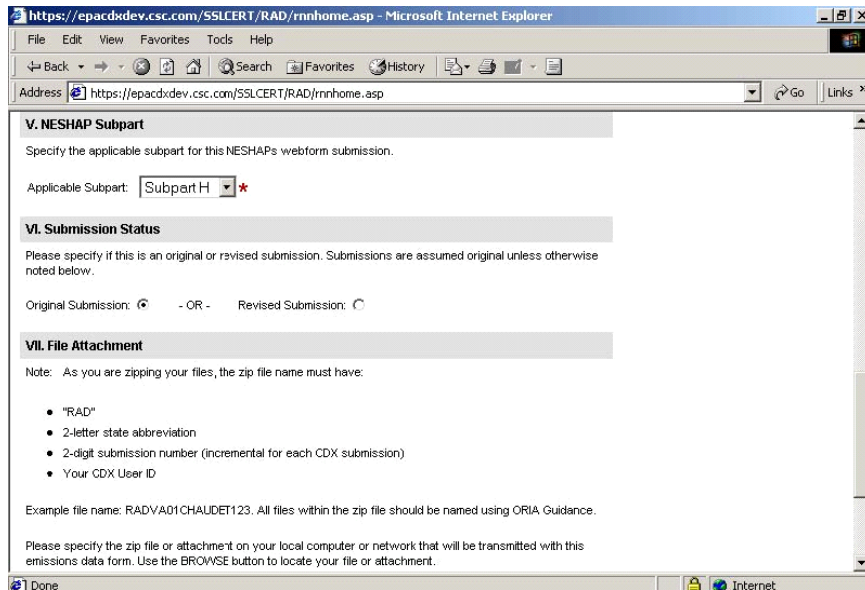 https://epacdxdev.csc.com/SSLCERT/RAD/rnnhome.asp - Microsoft Internet Explorer
File Edit View Favorites Tools Help
Back Search Favorites History
Address https://epacdxdev.csc.com/SSLCERT/RAD/rnnhome.asp Go Links »
V. NESHAP Subpart
Specify the applicable subpart for this NESHAPs webform submission.
Applicable Subpart: Subpart H *
VI. Submission Status
Please specify if this is an original or revised submission. Submissions are assumed original unless otherwise
noted below.
Original Submission: - OR - Revised Submission:
VII. File Attachment
Note: As you are zipping your files, the zip file name must have:
• "RAD"
• 2-letter state abbreviation
• 2-digit submission number (incremental for each CDX submission)
• Your CDX User ID
Example file name: RADVA01CHAUDET123. All files within the zip file should be named using ORIA Guidance.
Please specify the zip file or attachment on your local computer or network that will be transmitted with this
emissions data form. Use the BROWSE button to locate your file or attachment.
Done Internet